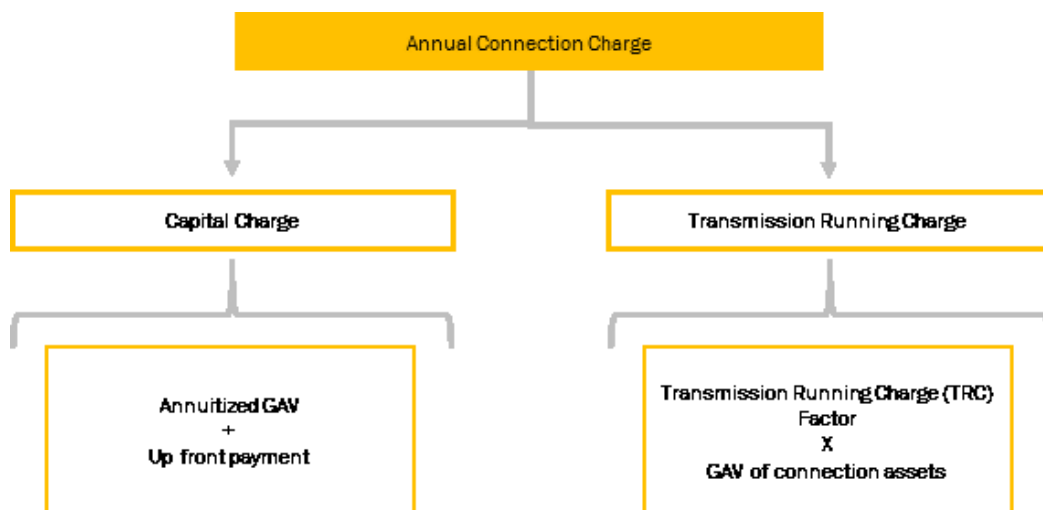 Annual Connection Charge
Capital Charge
Transmission Running Charge
Annuitized GAV
+
Up front payment
Transmission Running Charge (TRC)
Factor
X
GAV of connection assets